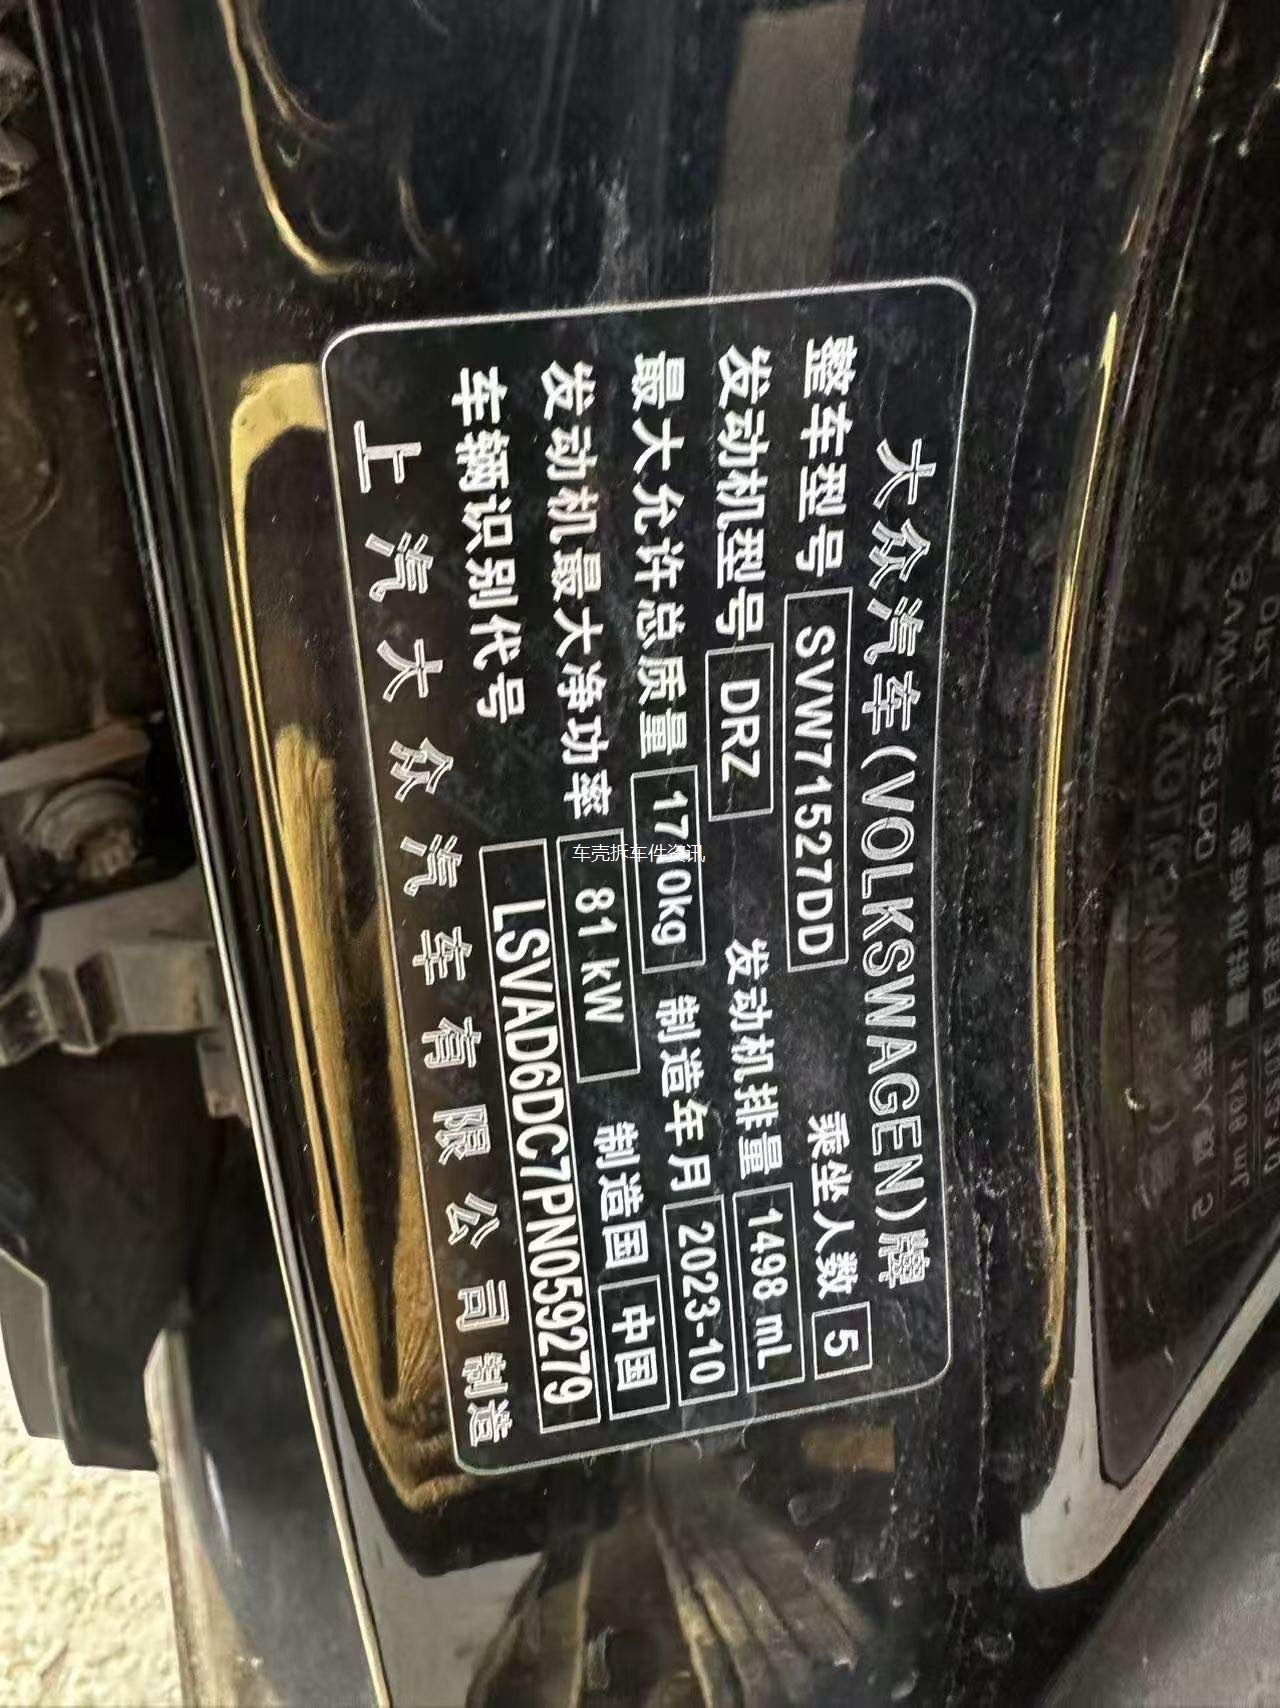 大众汽车(VOLKSWAGEN)牌
整车型号 SVW71527DD 乘坐人数 5
发动机型号 DRZ 发动机排量 1498 mL
最大允许总质量 1710kg 制造年月 2023-10
发动机最大净功率 81 kW 制造国 中国
车辆识别代号 LSVAD6DC7PN059279
上汽大众汽车有限公司制造
车壳拆车件资讯